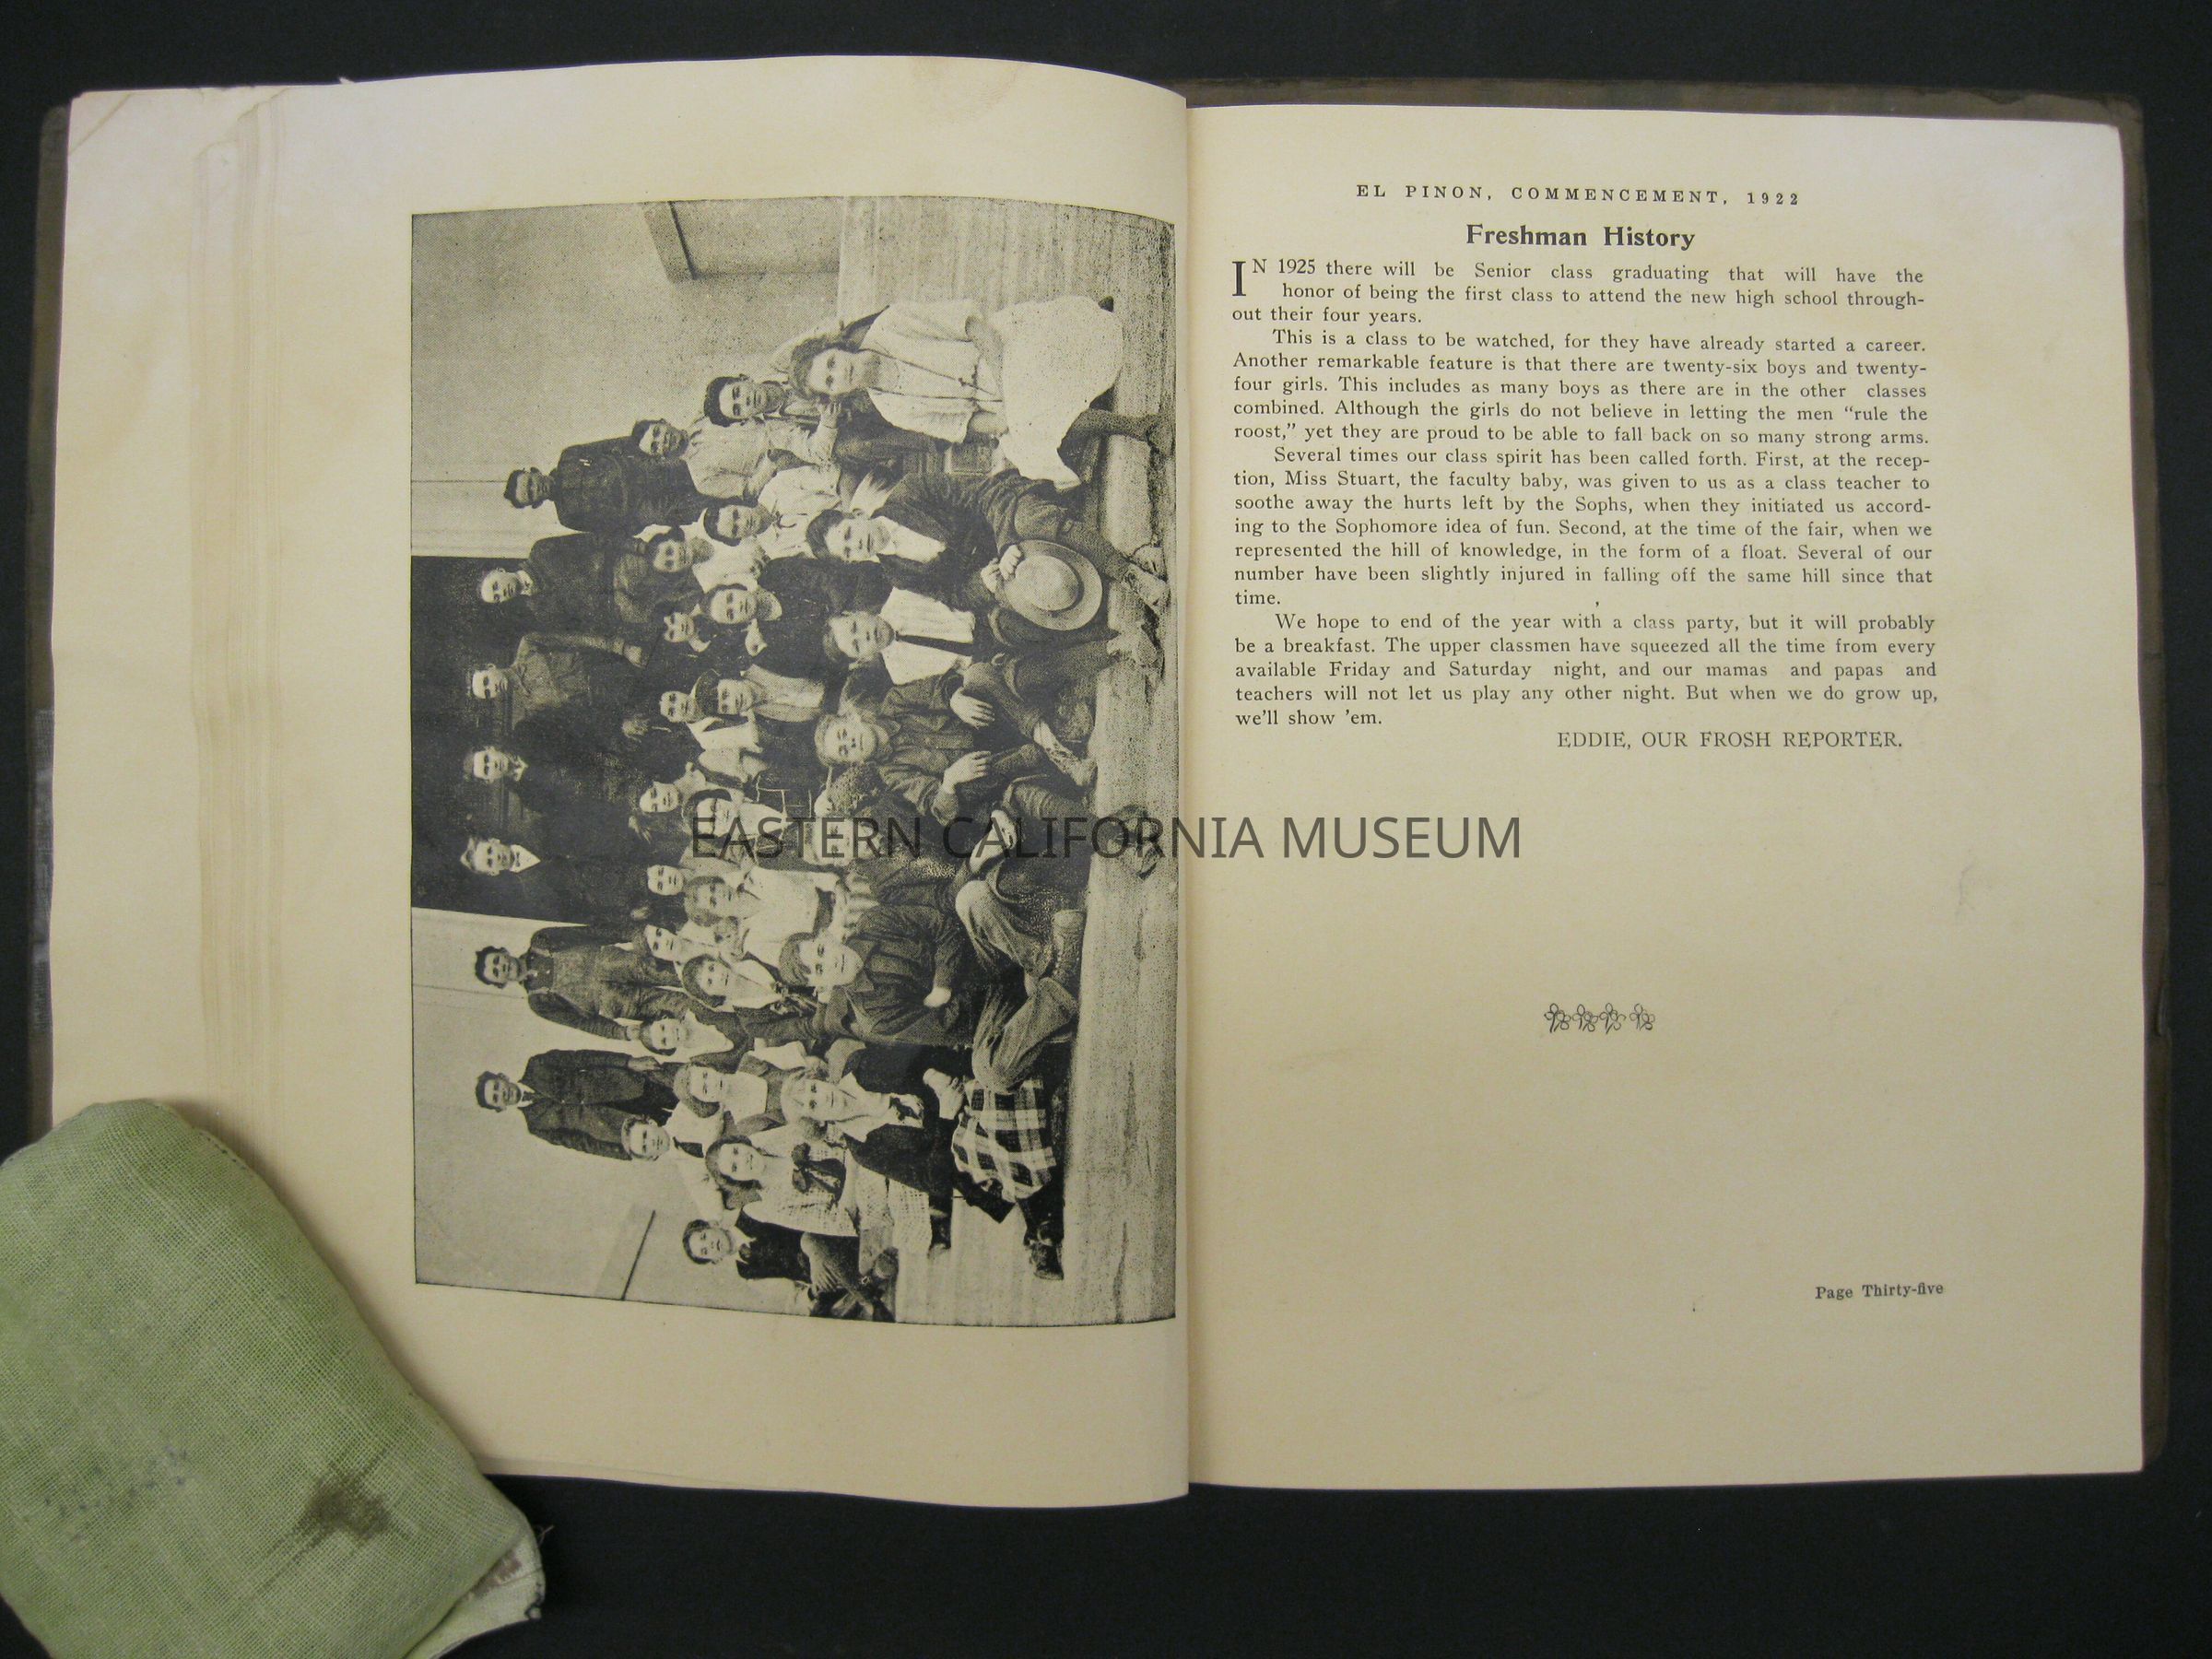 EL PINON, COMMENCEMENT, 1922
Freshman History
IN 1925 there will be Senior class graduating that will have the
honor of being the first class to attend the new high school through-
out their four years.
This is a class to be watched, for they have already started a career.
Another remarkable feature is that there are twenty-six boys and twenty-
four girls. This includes as many boys as there are in the other classes
combined. Although the girls do not believe in letting the men “rule the
roost,” yet they are proud to be able to fall back on so many strong arms.
Several times our class spirit has been called forth. First, at the recep-
tion, Miss Stuart, the faculty baby, was given to us as a class teacher to
soothe away the hurts left by the Sophs, when they initiated us accord-
ing to the Sophomore idea of fun. Second, at the time of the fair, when we
represented the hill of knowledge, in the form of a float. Several of our
number have been slightly injured in falling off the same hill since that
time.
We hope to end of the year with a class party, but it will probably
be a breakfast. The upper classmen have squeezed all the time from every
available Friday and Saturday night, and our mamas and papas and
teachers will not let us play any other night. But when we do grow up,
we’ll show ’em.
EDDIE, OUR FROSH REPORTER.
EASTERN CALIFORNIA MUSEUM
Page Thirty-five